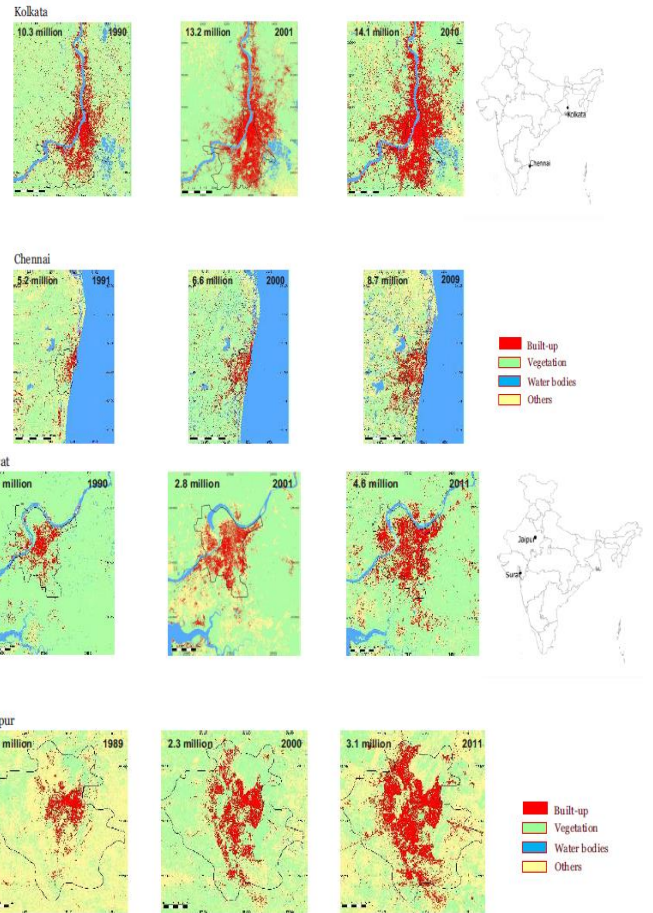 Kolkata
10.3 million 1990
13.2 million 2001
14.1 million 2010
Kolkata
Chennai
Chennai
5.2 million 1991
6.6 million 2000
8.7 million 2009
Built-up
Vegetation
Water bodies
Others
at
million 1990
2.8 million 2001
4.6 million 2011
Jaipur
Surat
pur
million 1989
2.3 million 2000
3.1 million 2011
Built-up
Vegetation
Water bodies
Others